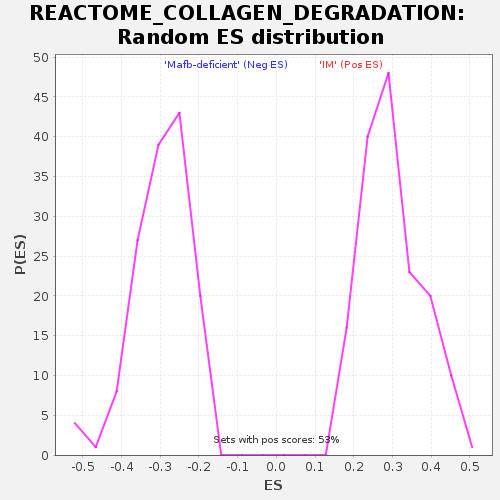 REACTOME_COLLAGEN_DEGRADATION:
Random ES distribution
'Mafb-deficient' (Neg ES)
'IM' (Pos ES)
50
45
40
35
30
25
20
15
10
5
0
P(ES)
Sets with pos scores: 53%
-0.5 -0.4 -0.3 -0.2 -0.1 0.0 0.1 0.2 0.3 0.4 0.5
ES